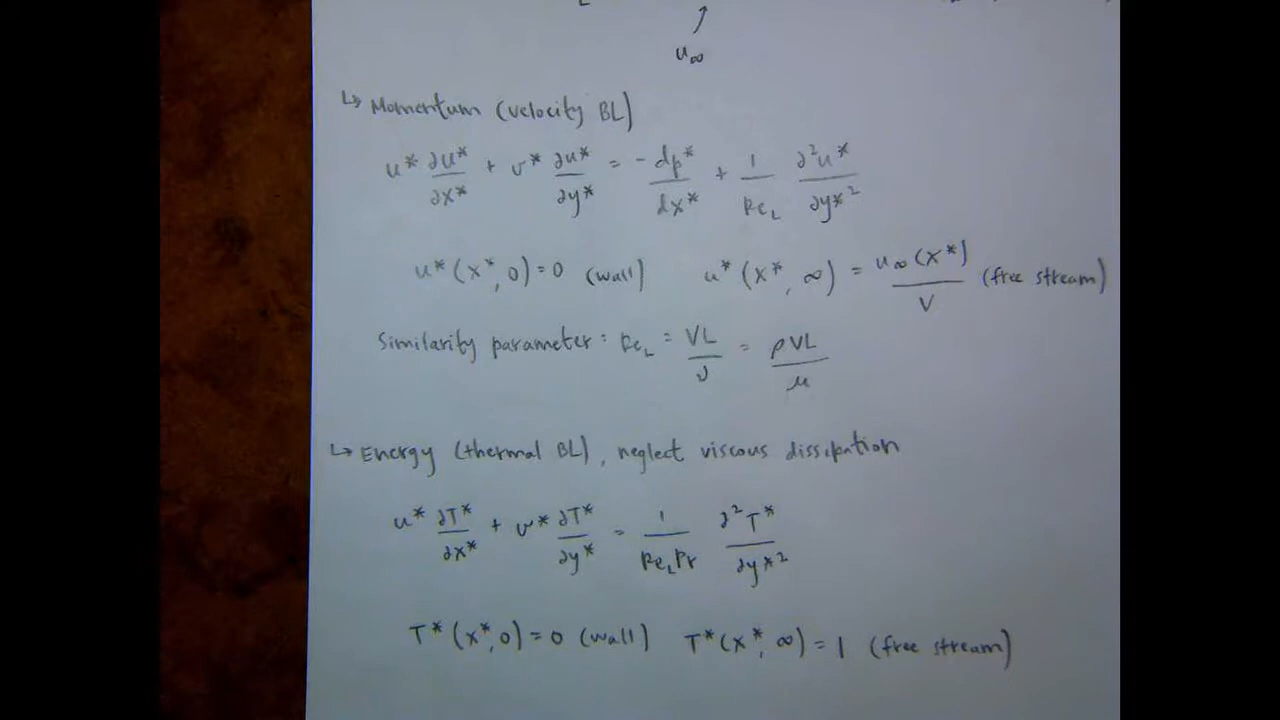 u∞
↳ Momentum (velocity BL)
u* ∂u*/∂x* + v* ∂u*/∂y* = - dp*/dx* + 1/Re_L ∂²u*/∂y*²
u*(x*, 0) = 0 (wall) u*(x*, ∞) = u∞(x*)/V (free stream)
Similarity parameter: Re_L = VL/ν = ρVL/μ
↳ Energy (thermal BL), neglect viscous dissipation
u* ∂T*/∂x* + v* ∂T*/∂y* = 1/Re_L Pr ∂²T*/∂y*²
T*(x*, 0) = 0 (wall) T*(x*, ∞) = 1 (free stream)